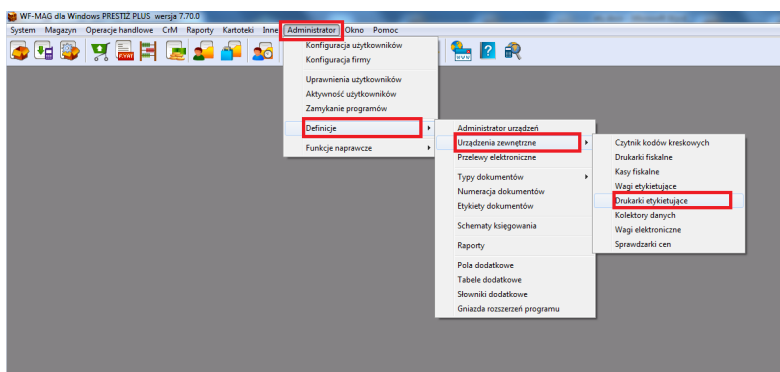 WF-MAG dla Windows PRESTIŻ PLUS wersja 7.70.0
System Magazyn Operacje handlowe CrM Raporty Kartoteki Inne Administrator Okno Pomoc
Konfiguracja użytkowników
Konfiguracja firmy
Uprawnienia użytkowników
Aktywność użytkowników
Zamykanie programów
Definicje
Funkcje naprawcze
Administrator urządzeń
Urządzenia zewnętrzne
Przelewy elektroniczne
Typy dokumentów
Numeracja dokumentów
Etykiety dokumentów
Schematy księgowania
Raporty
Pola dodatkowe
Tabele dodatkowe
Słowniki dodatkowe
Gniazda rozszerzeń programu
Czytnik kodów kreskowych
Drukarki fiskalne
Kasy fiskalne
Wagi etykietujące
Drukarki etykietujące
Kolektory danych
Wagi elektroniczne
Sprawdzarki cen